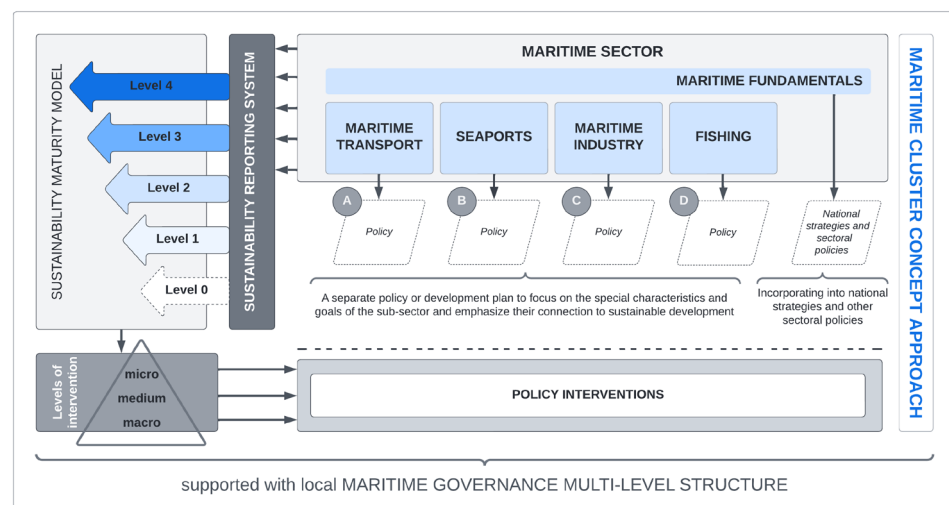 SUSTAINABILITY MATURITY MODEL
Level 4
Level 3
Level 2
Level 1
Level 0
SUSTAINABILITY REPORTING SYSTEM
MARITIME SECTOR
MARITIME FUNDAMENTALS
MARITIME
TRANSPORT
SEAPORTS
MARITIME
INDUSTRY
FISHING
A
Policy
B
Policy
C
Policy
D
Policy
National
strategies and
sectoral
policies
A separate policy or development plan to focus on the special characteristics and
goals of the sub-sector and emphasize their connection to sustainable development
Incorporating into national
strategies and other
sectoral policies
MARITIME CLUSTER CONCEPT APPROACH
Levels of
intervention
micro
medium
macro
POLICY INTERVENTIONS
supported with local MARITIME GOVERNANCE MULTI-LEVEL STRUCTURE